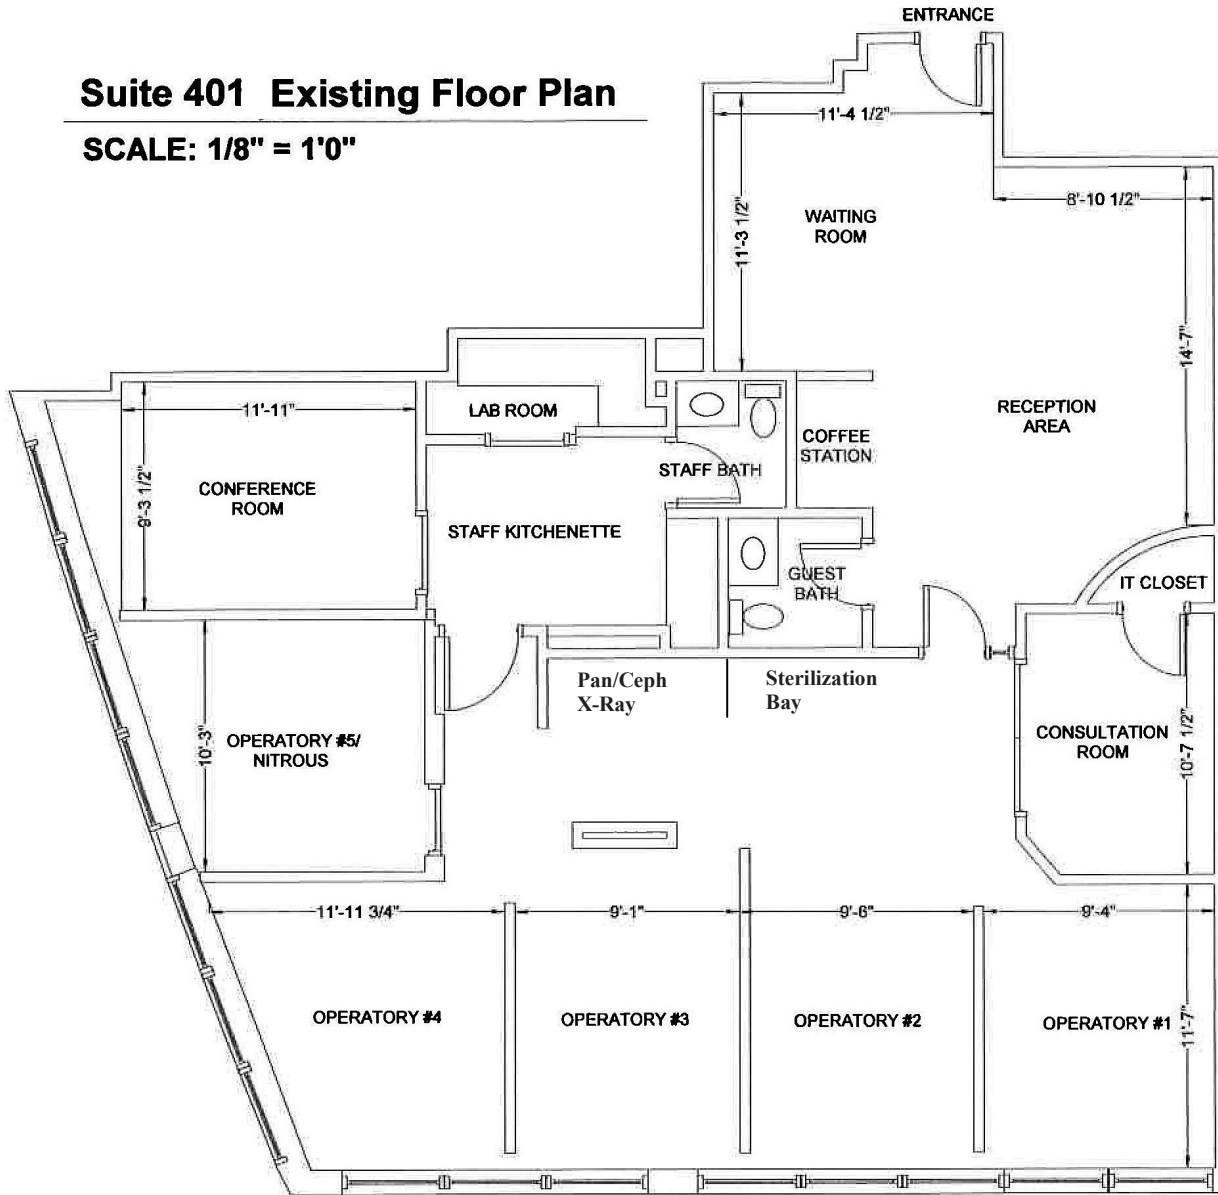 ENTRANCE
Suite 401 Existing Floor Plan
SCALE: 1/8" = 1'0"
11'-4 1/2"
8'-10 1/2"
11'-3 1/2"
WAITING
ROOM
14'-7"
11'-11"
LAB ROOM
RECEPTION
AREA
COFFEE
STATION
9'-3 1/2"
CONFERENCE
ROOM
STAFF BATH
STAFF KITCHENETTE
GUEST
BATH
IT CLOSET
Pan/Ceph
X-Ray
Sterilization
Bay
10'-3"
OPERATORY #5/
NITROUS
CONSULTATION
ROOM
10'-7 1/2"
11'-11 3/4"
9'-1"
9'-6"
9'-4"
OPERATORY #4
OPERATORY #3
OPERATORY #2
OPERATORY #1
11'-7"